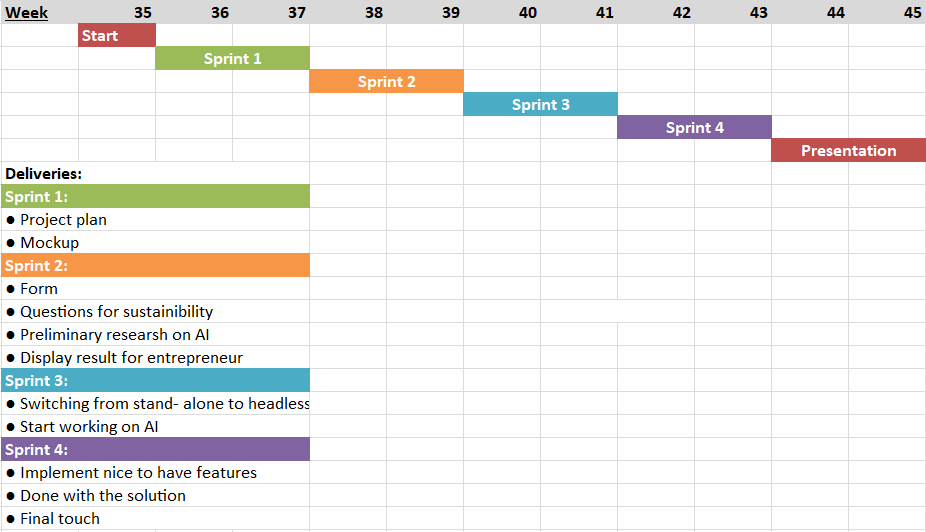 Week 35 36 37 38 39 40 41 42 43 44 45
Start
Sprint 1
Sprint 2
Sprint 3
Sprint 4
Presentation
Deliveries:
Sprint 1:
● Project plan
● Mockup
Sprint 2:
● Form
● Questions for sustainibility
● Preliminary researsh on AI
● Display result for entrepreneur
Sprint 3:
● Switching from stand- alone to headless
● Start working on AI
Sprint 4:
● Implement nice to have features
● Done with the solution
● Final touch